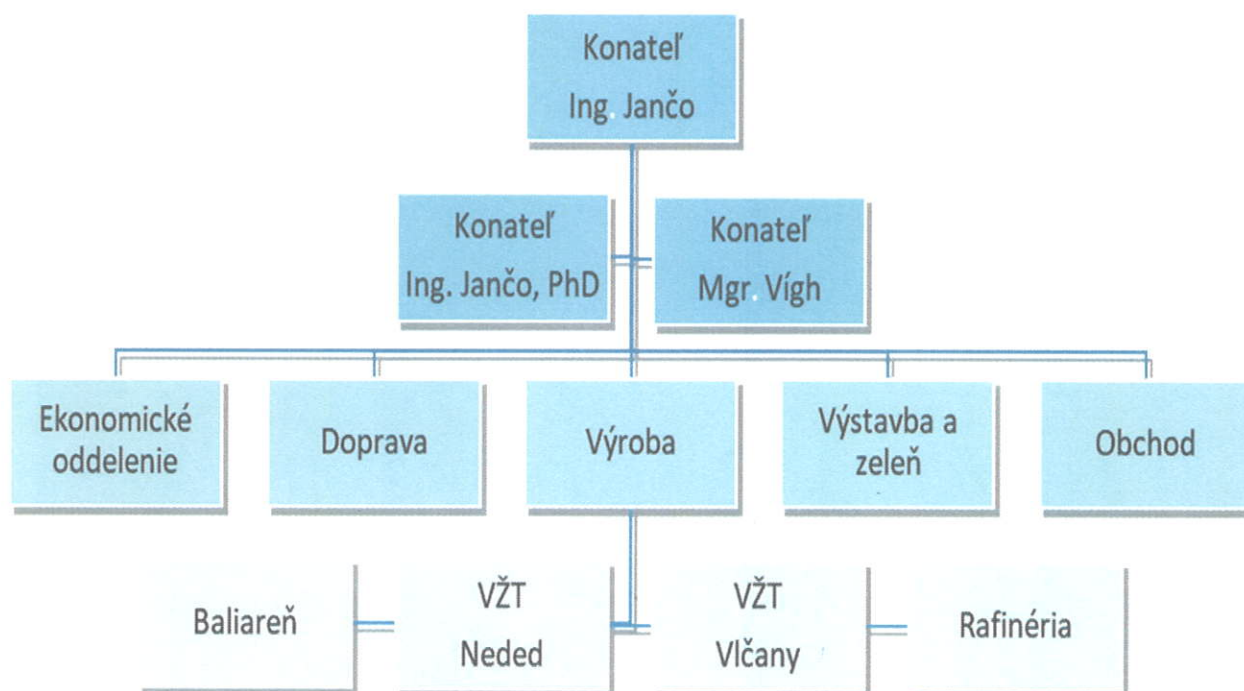 Konateľ
Ing. Jančo
Konateľ
Ing. Jančo, PhD
Konateľ
Mgr. Vígh
Ekonomické
oddelenie
Doprava
Výroba
Výstavba a
zeleň
Obchod
Baliareň
VŽT
Neded
VŽT
Vlčany
Rafinéria